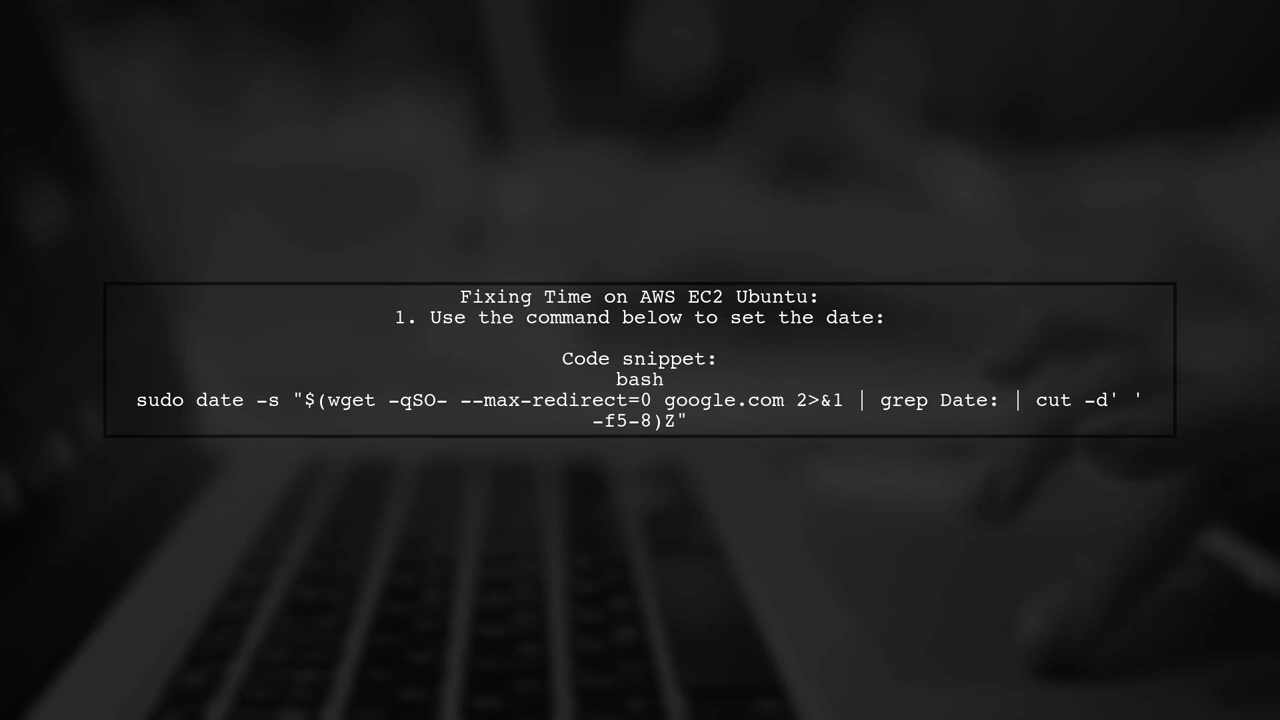 Fixing Time on AWS EC2 Ubuntu:
1. Use the command below to set the date:
Code snippet:
bash
sudo date -s "$(wget -qSO- --max-redirect=0 google.com 2>&1 | grep Date: | cut -d' '
-f5-8)Z"